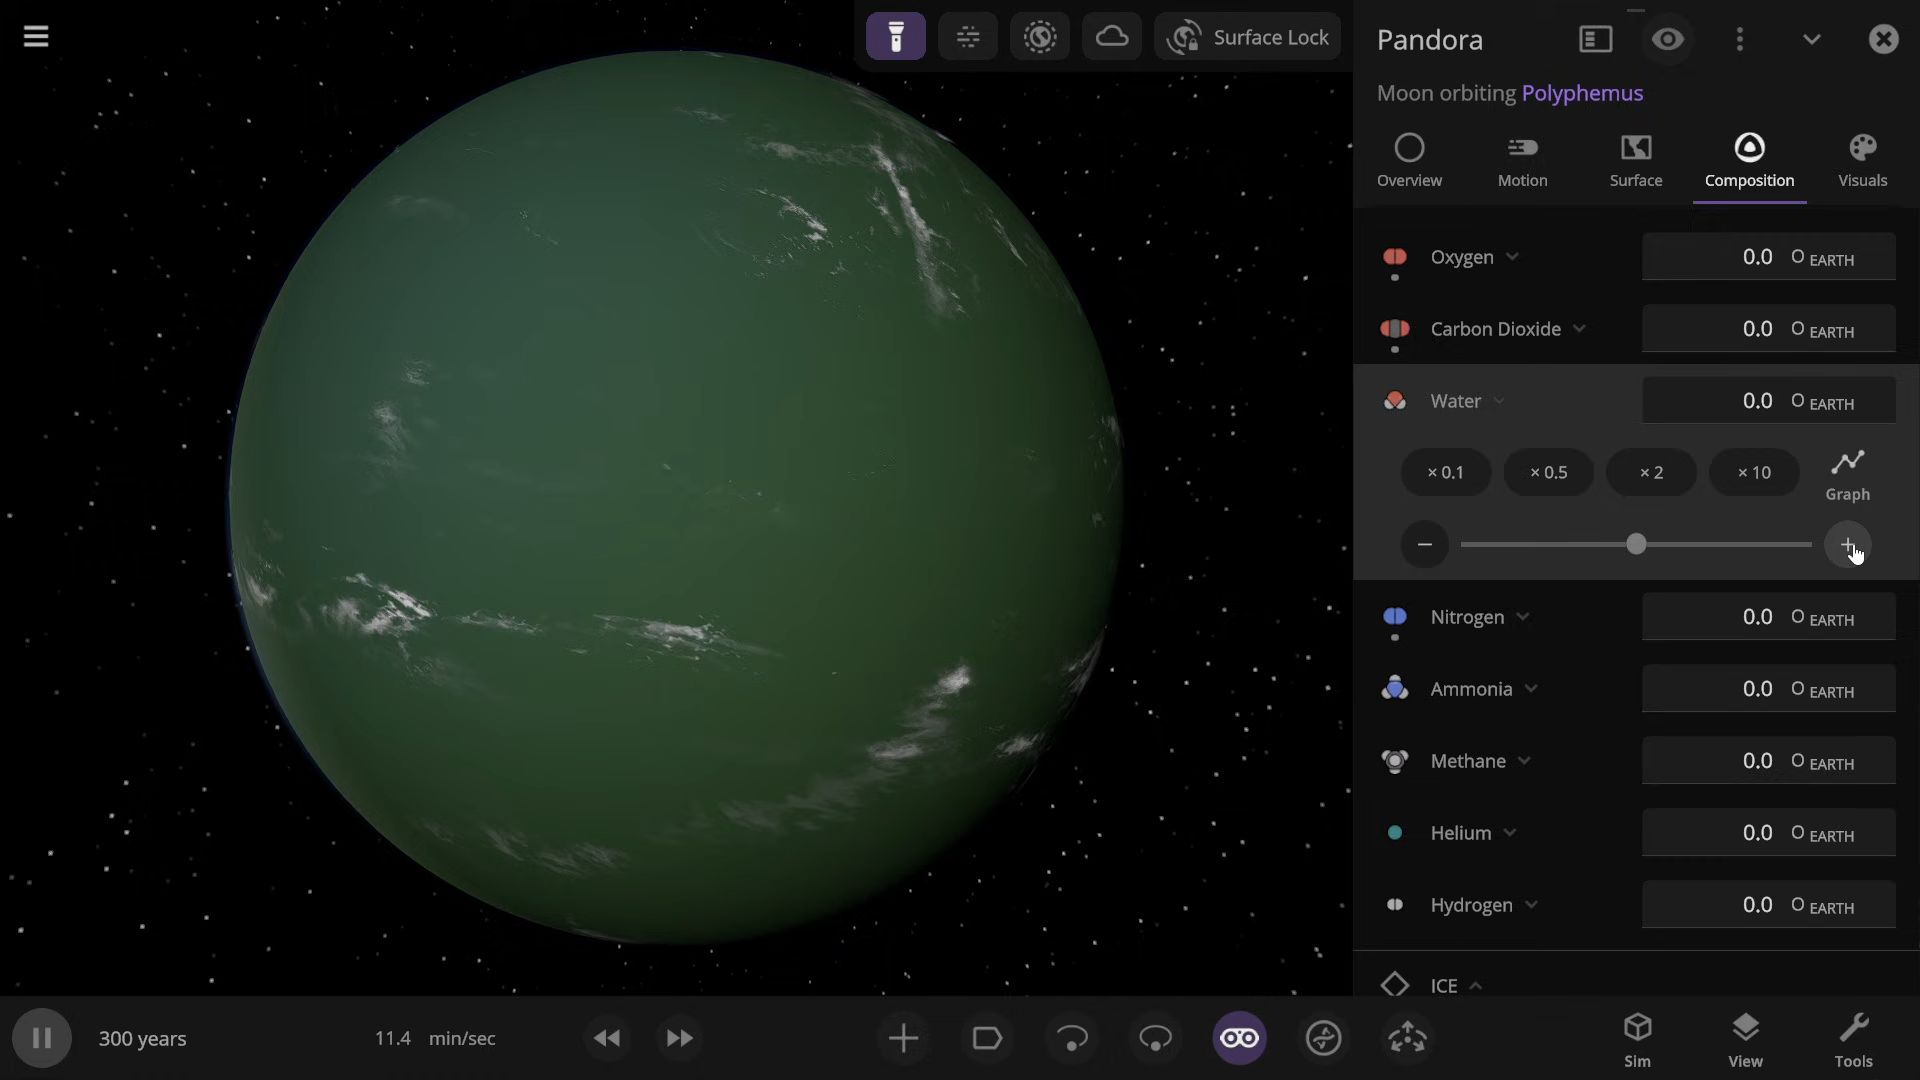 Surface Lock
Pandora
Moon orbiting Polyphemus
Overview Motion Surface Composition Visuals
Oxygen 0.0 O EARTH
Carbon Dioxide 0.0 O EARTH
Water 0.0 O EARTH
× 0.1 × 0.5 × 2 × 10 Graph
Nitrogen 0.0 O EARTH
Ammonia 0.0 O EARTH
Methane 0.0 O EARTH
Helium 0.0 O EARTH
Hydrogen 0.0 O EARTH
ICE
300 years 11.4 min/sec
Sim View Tools